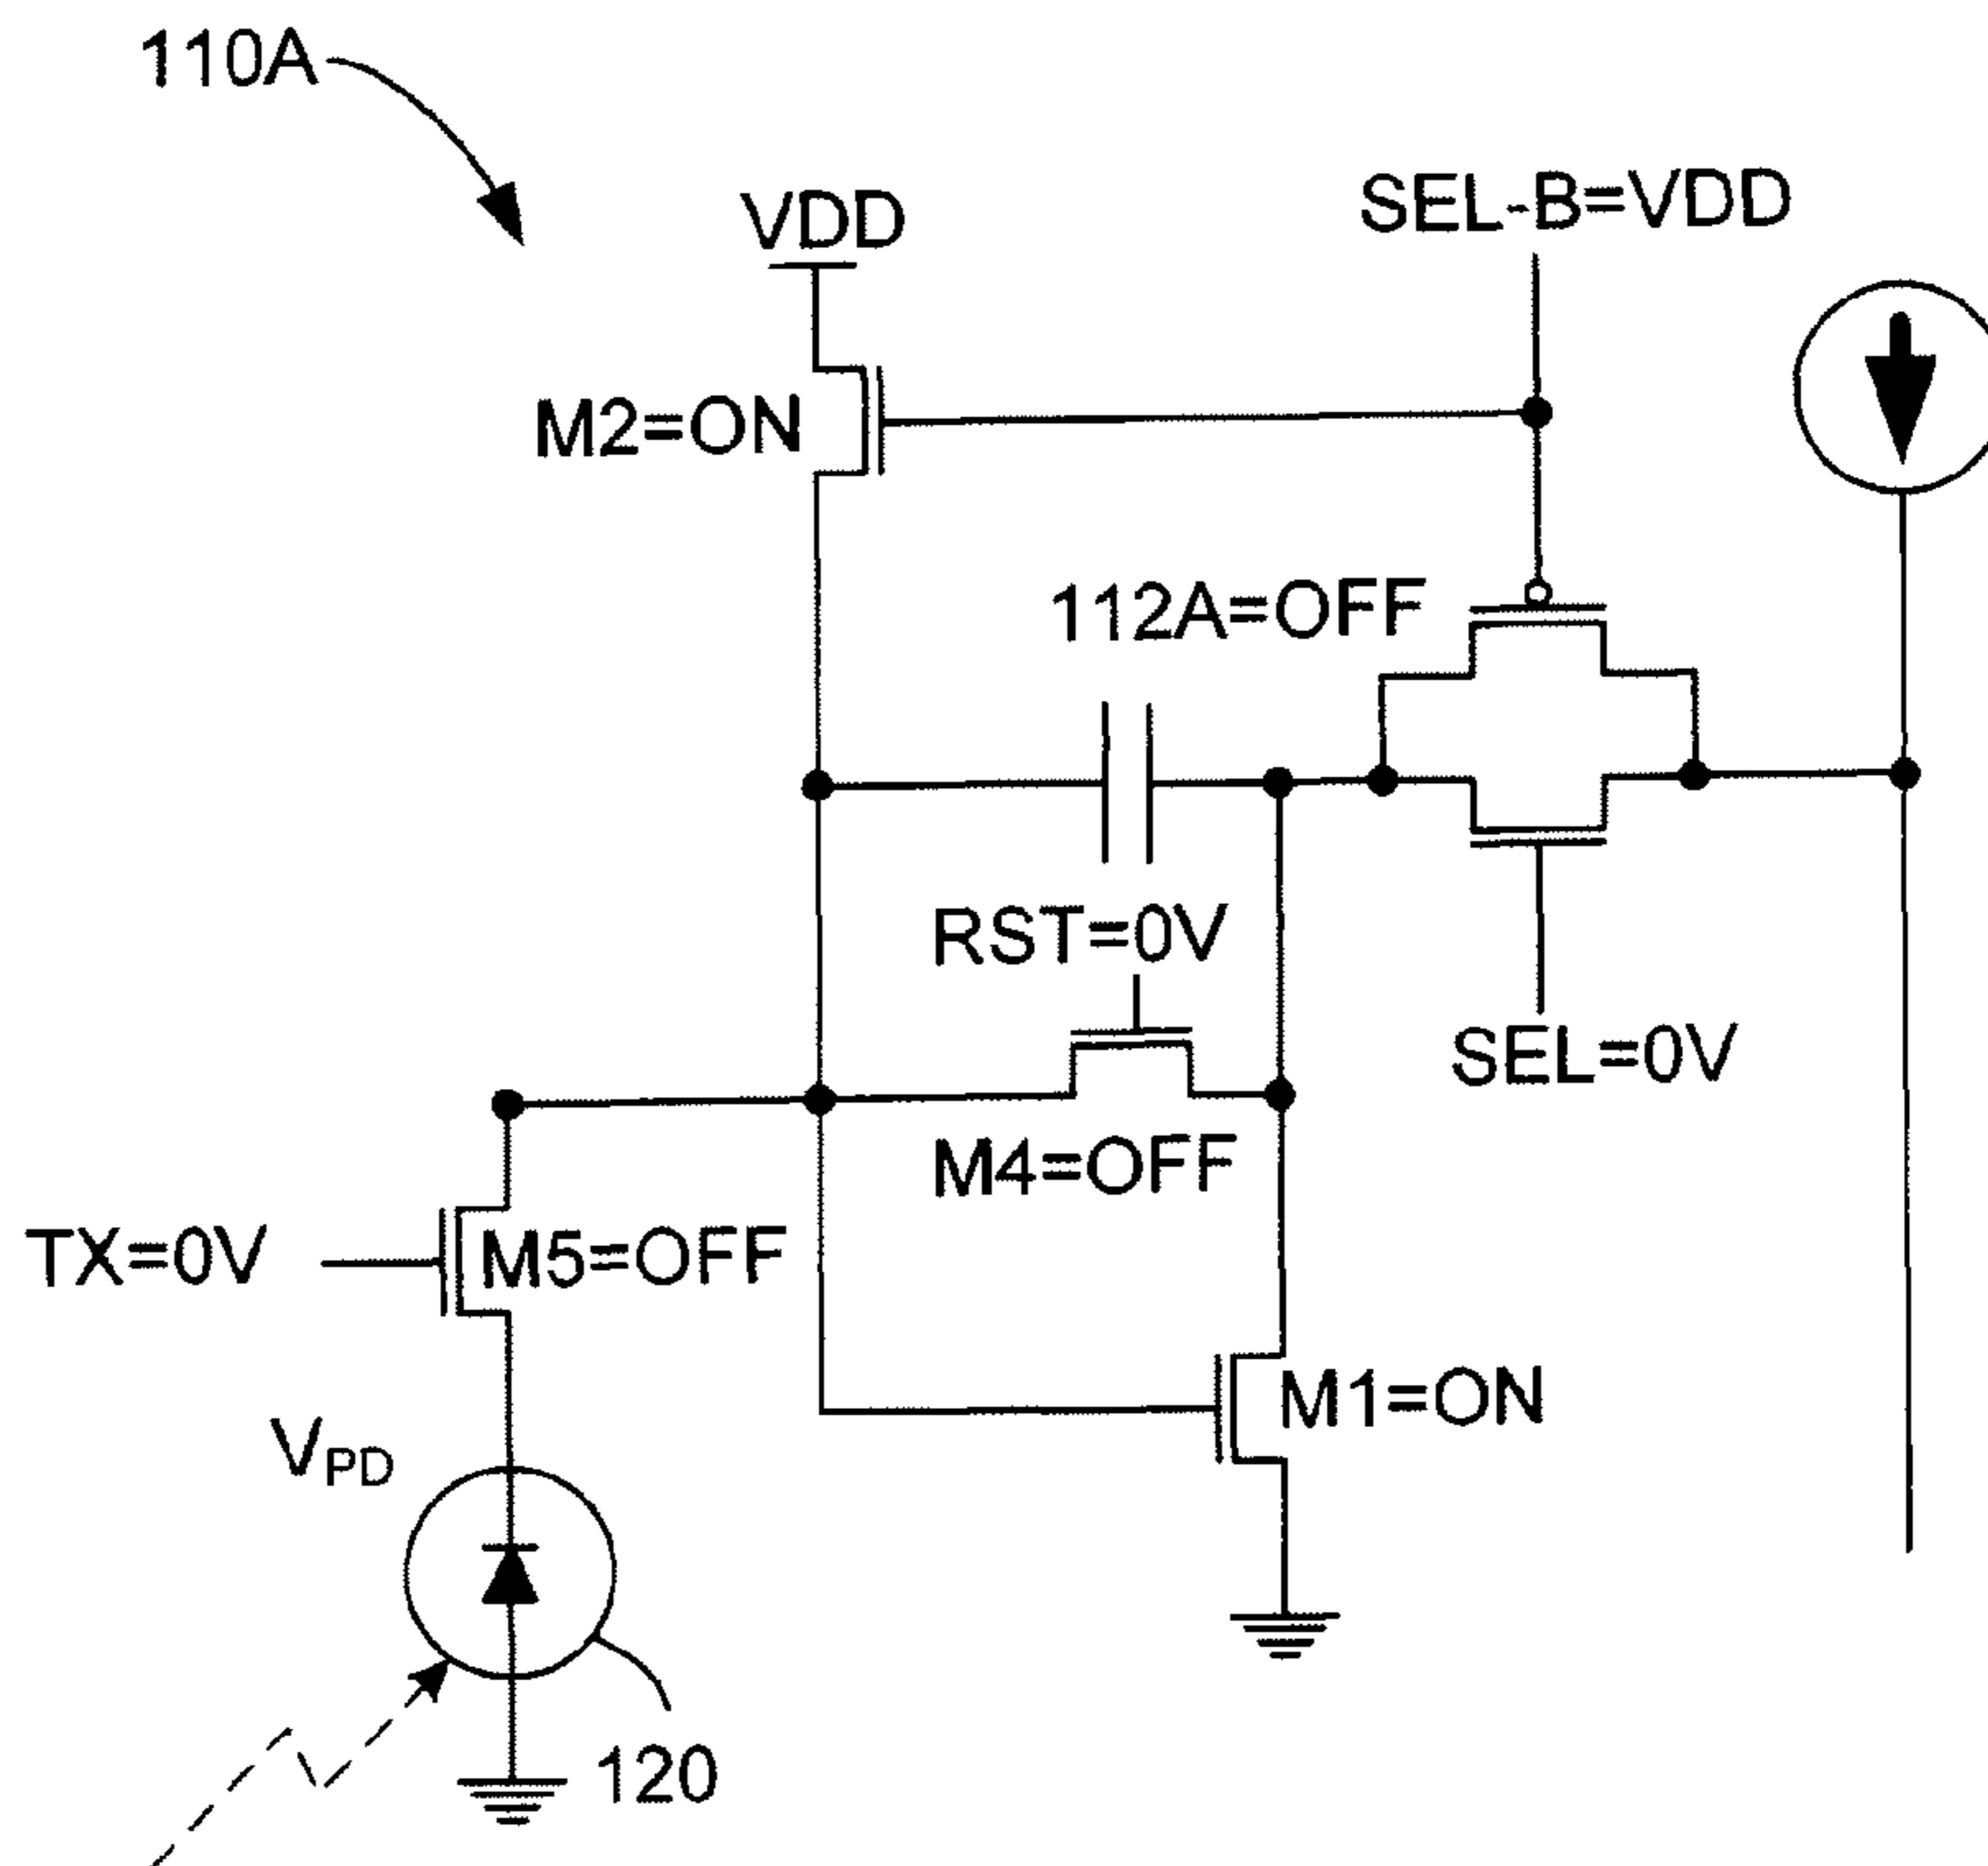 110A
VDD
SEL-B=VDD
M2=ON
112A=OFF
RST=0V
SEL=0V
M4=OFF
TX=0V
M5=OFF
M1=ON
VPD
120